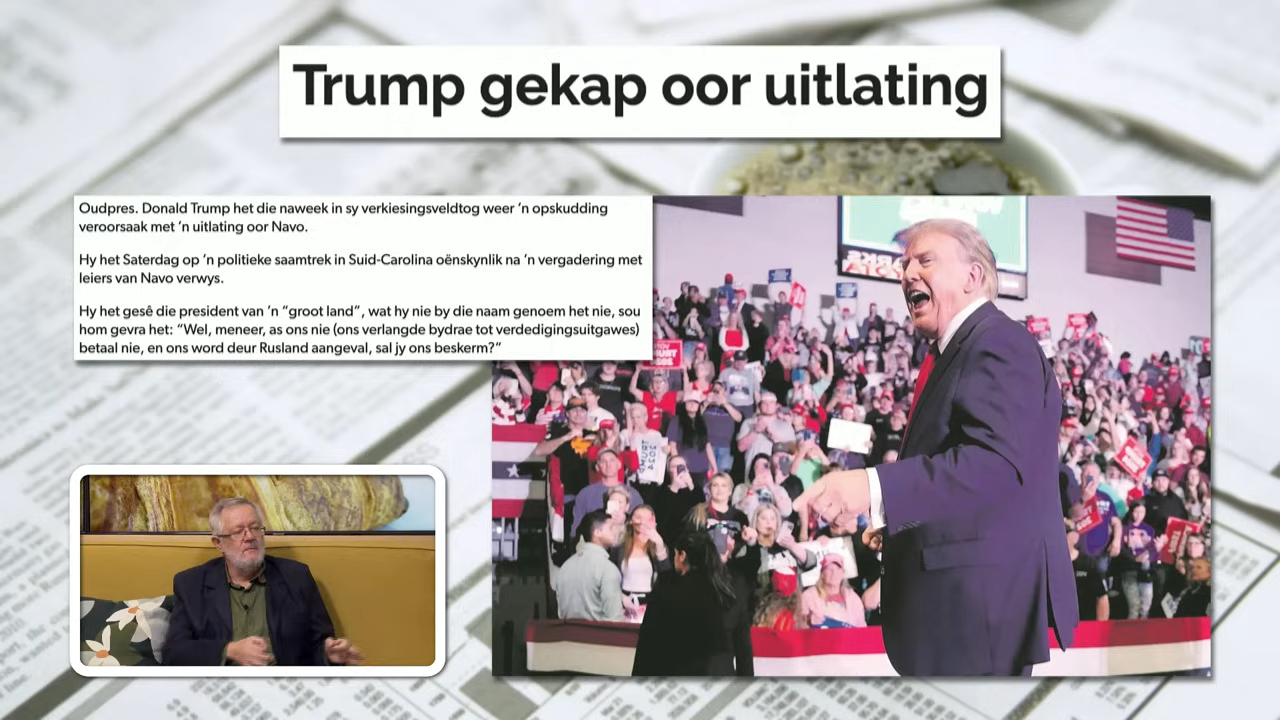 Trump gekap oor uitlating
Oudpres. Donald Trump het die naweek in sy verkiesingsveldtog weer ’n opskudding
veroorsaak met ’n uitlating oor Navo.
Hy het Saterdag op ’n politieke saamtrek in Suid-Carolina oënskynlik na ’n vergadering met
leiers van Navo verwys.
Hy het gesê die president van ’n “groot land”, wat hy nie by die naam genoem het nie, sou
hom gevra het: “Wel, meneer, as ons nie (ons verlangde bydrae tot verdedigingsuitgawes)
betaal nie, en ons word deur Rusland aangeval, sal jy ons beskerm?”